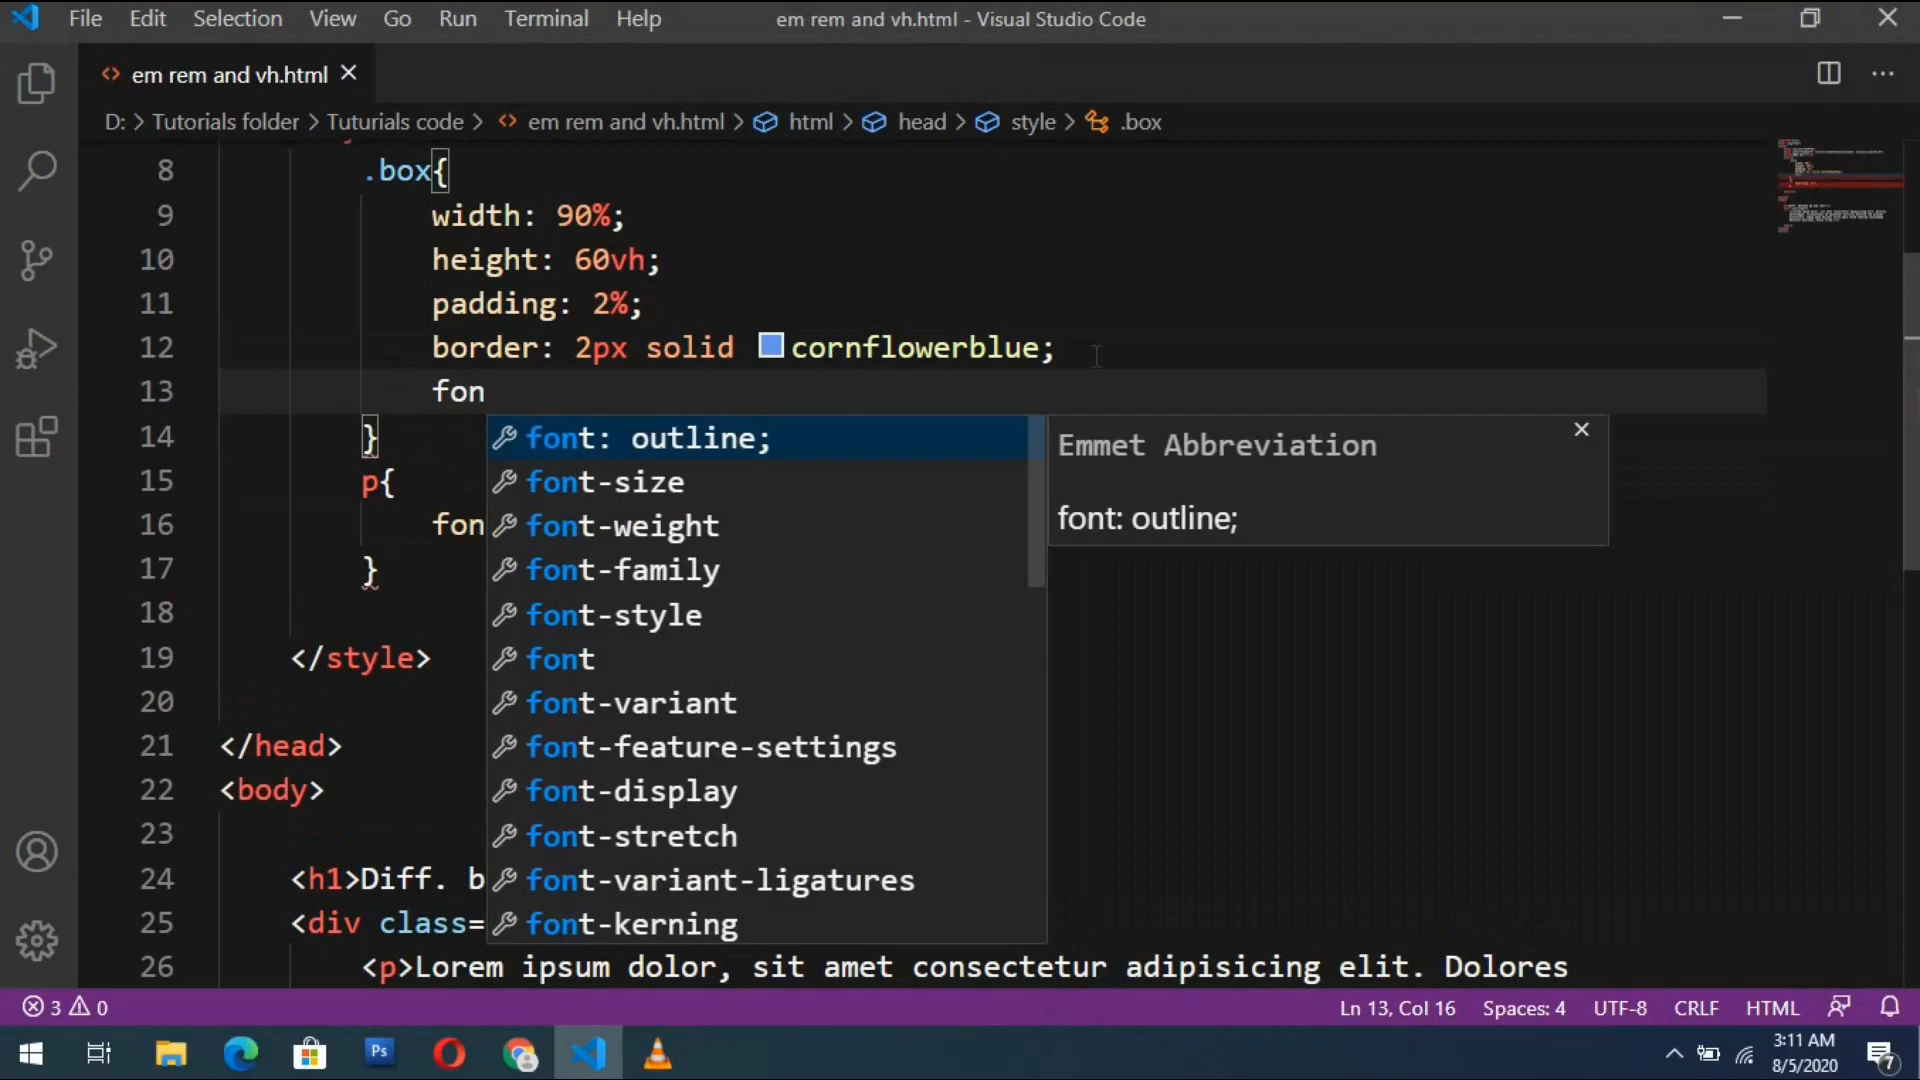 File Edit Selection View Go Run Terminal Help em rem and vh.html - Visual Studio Code
em rem and vh.html
D: > Tutorials folder > Tuturials code > em rem and vh.html > html > head > style > .box
8 .box{
9 width: 90%;
10 height: 60vh;
11 padding: 2%;
12 border: 2px solid cornflowerblue;
13 fon
14 }
font: outline;
Emmet Abbreviation
15 p{
font-size
16 fon
font-weight
font: outline;
17 }
font-family
18
font-style
19 </style>
font
20
font-variant
21 </head>
font-feature-settings
22 <body>
font-display
23
font-stretch
24 <h1>Diff. b
font-variant-ligatures
25 <div class=
font-kerning
26 <p>Lorem ipsum dolor, sit amet consectetur adipisicing elit. Dolores
3 0 Ln 13, Col 16 Spaces: 4 UTF-8 CRLF HTML
Ps
3:11 AM
8/5/2020
7